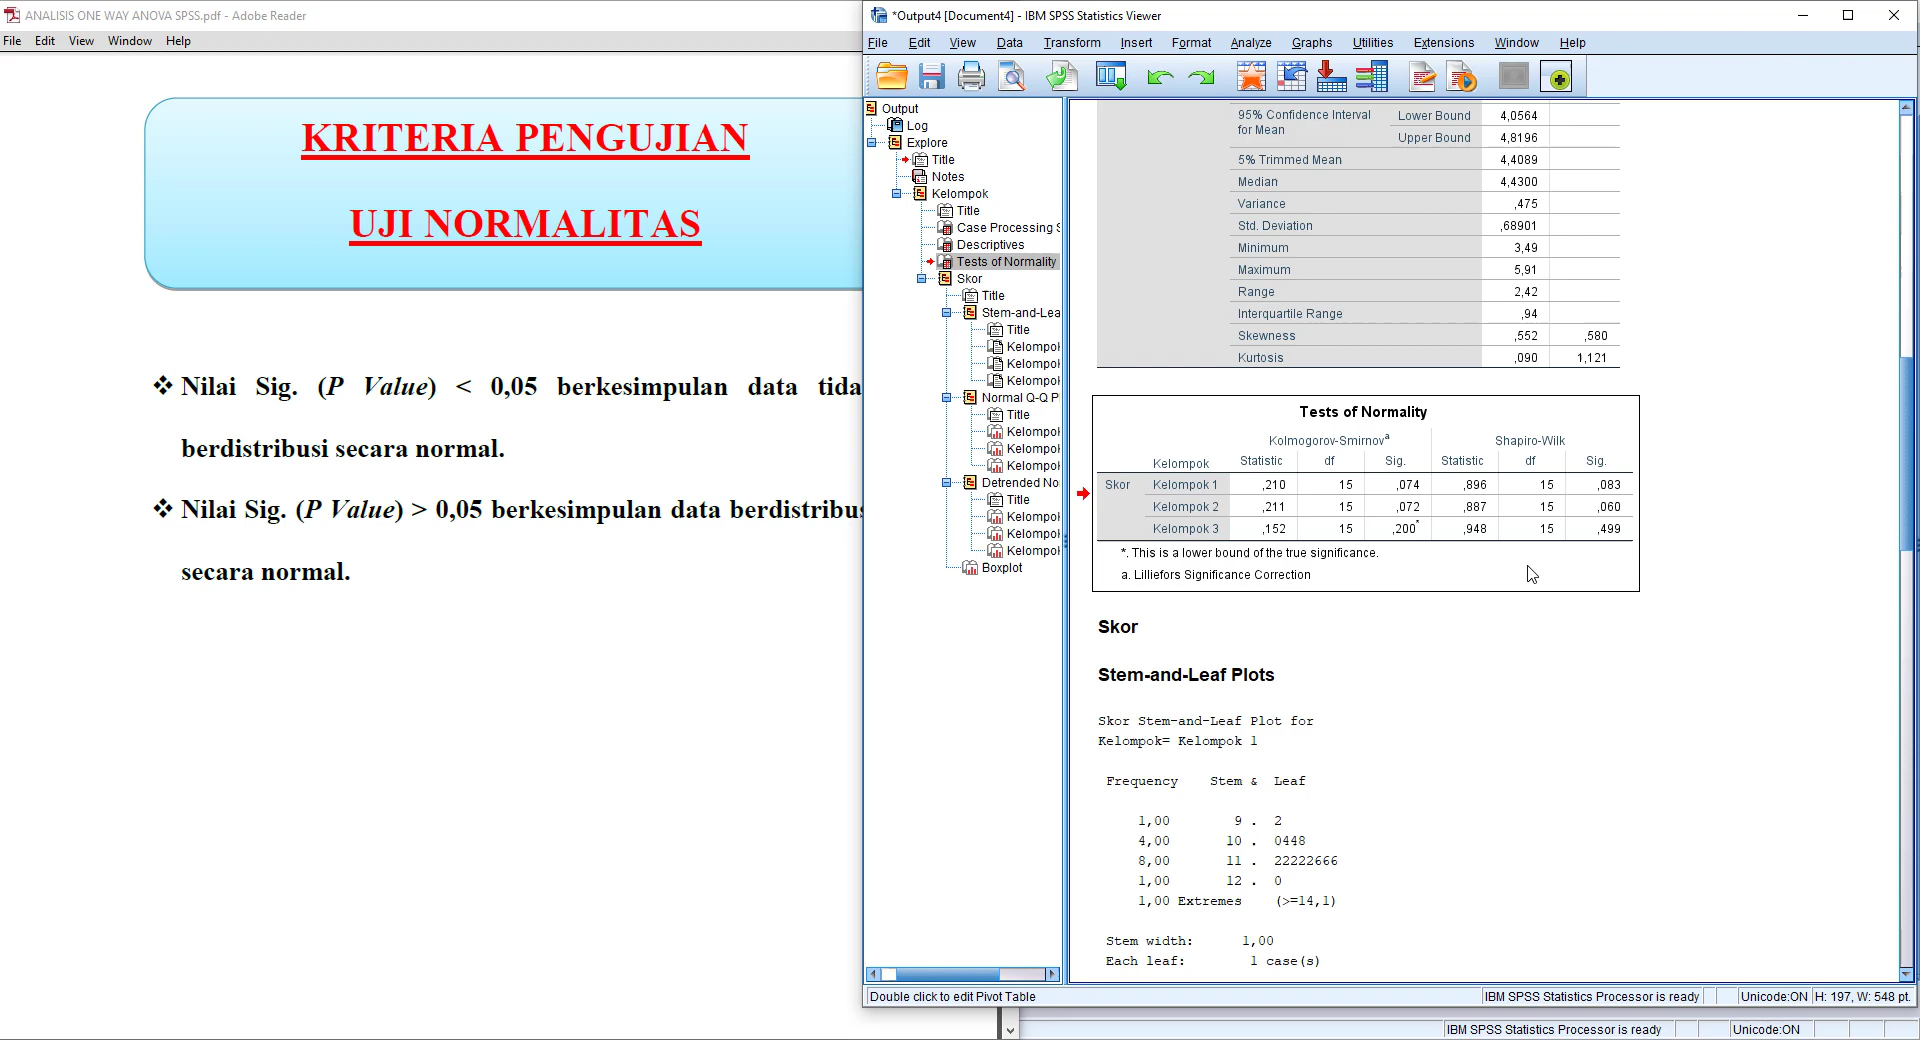 ANALISIS ONE WAY ANOVA SPSS.pdf - Adobe Reader
File Edit View Window Help
KRITERIA PENGUJIAN
UJI NORMALITAS
❖ Nilai Sig. (P Value) < 0,05 berkesimpulan data tida
berdistribusi secara normal.
❖ Nilai Sig. (P Value) > 0,05 berkesimpulan data berdistribus
secara normal.
*Output4 [Document4] - IBM SPSS Statistics Viewer
File Edit View Data Transform Insert Format Analyze Graphs Utilities Extensions Window Help
Output
Log
Explore
Title
Notes
Kelompok
Title
Case Processing S
Descriptives
Tests of Normality
Skor
Title
Stem-and-Lea
Title
Kelompok
Kelompok
Kelompok
Normal Q-Q P
Title
Kelompok
Kelompok
Kelompok
Detrended No
Title
Kelompok
Kelompok
Kelompok
Boxplot
95% Confidence Interval for Mean Lower Bound 4,0564
Upper Bound 4,8196
5% Trimmed Mean 4,4089
Median 4,4300
Variance ,475
Std. Deviation ,68901
Minimum 3,49
Maximum 5,91
Range 2,42
Interquartile Range ,94
Skewness ,552 ,580
Kurtosis ,090 1,121
Tests of Normality
Kolmogorov-Smirnov a Shapiro-Wilk
Kelompok Statistic df Sig. Statistic df Sig.
Skor Kelompok 1 ,210 15 ,074 ,896 15 ,083
Kelompok 2 ,211 15 ,072 ,887 15 ,060
Kelompok 3 ,152 15 ,200* ,948 15 ,499
*. This is a lower bound of the true significance.
a. Lilliefors Significance Correction
Skor
Stem-and-Leaf Plots
Skor Stem-and-Leaf Plot for
Kelompok= Kelompok 1
Frequency Stem & Leaf
1,00 9 . 2
4,00 10 . 0448
8,00 11 . 22222666
1,00 12 . 0
1,00 Extremes (>=14,1)
Stem width: 1,00
Each leaf: 1 case(s)
Double click to edit Pivot Table
IBM SPSS Statistics Processor is ready Unicode:ON H: 197, W: 548 pt.
IBM SPSS Statistics Processor is ready Unicode:ON